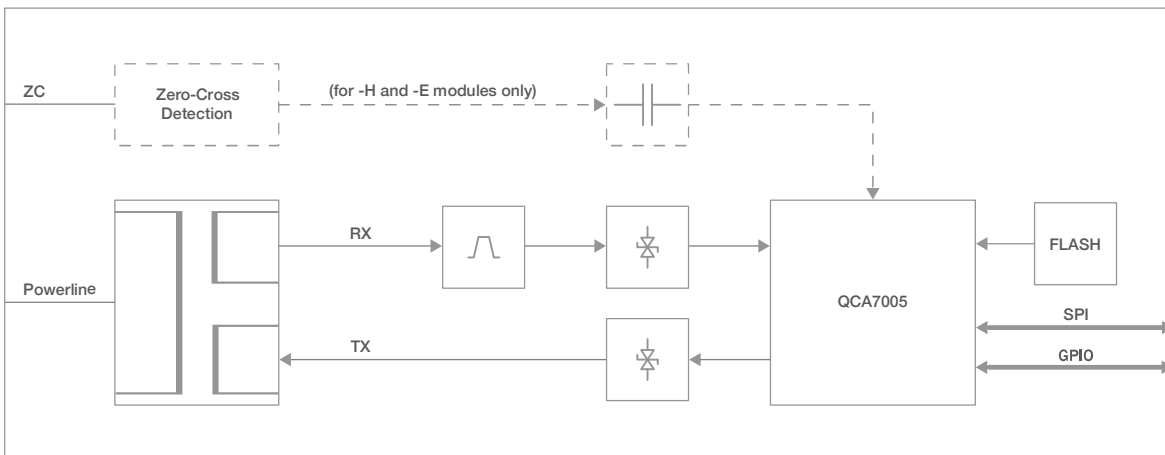 ZC
Zero-Cross
Detection
(for -H and -E modules only)
RX
FLASH
Powerline
QCA7005
SPI
TX
GPIO